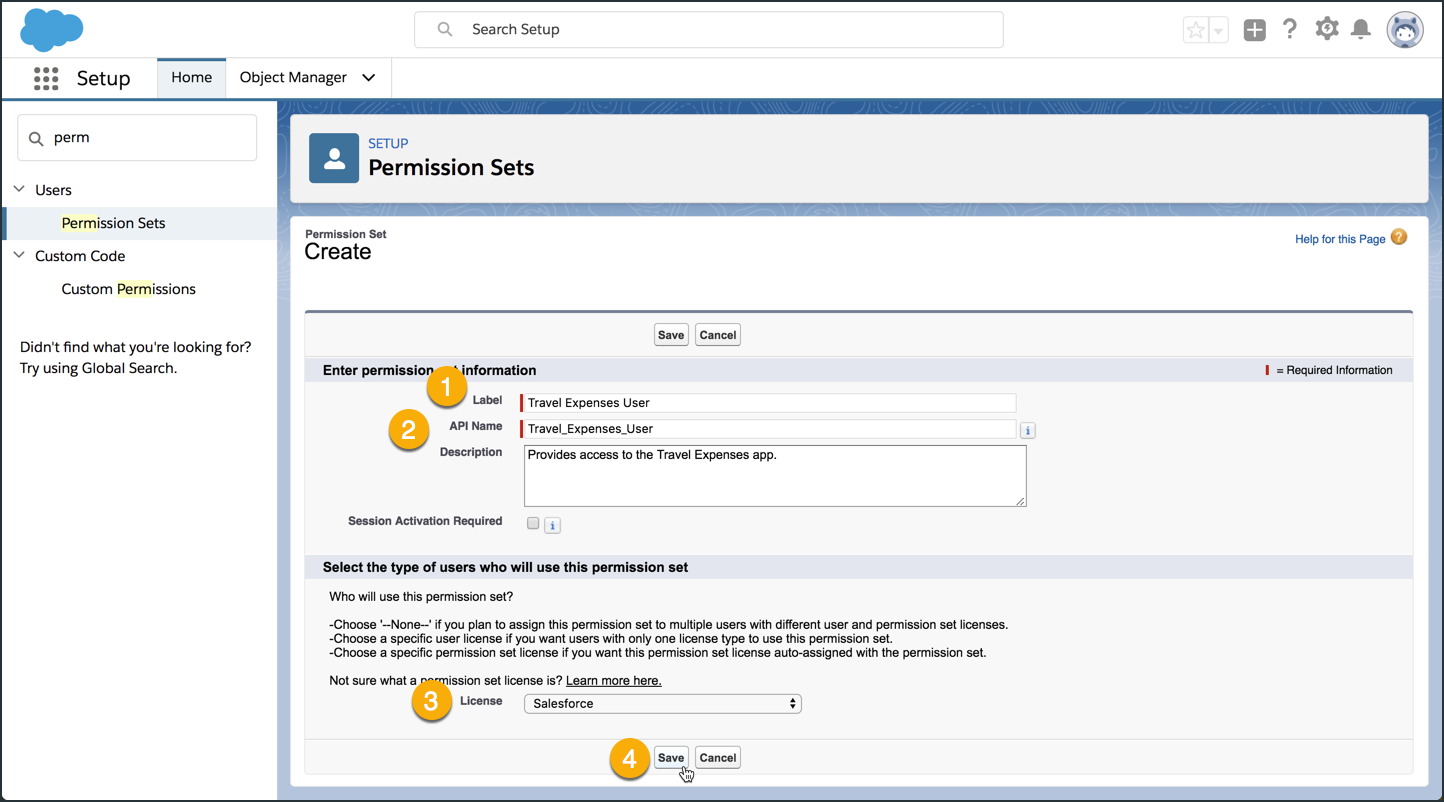 Search Setup
Setup
Home
Object Manager
perm
Users
Permission Sets
Custom Code
Custom Permissions
Didn't find what you're looking for?
Try using Global Search.
SETUP
Permission Sets
Permission Set
Create
Help for this Page ?
Save Cancel
Enter permission information
= Required Information
1 Label Travel Expenses User
2 API Name Travel_Expenses_User i
Description Provides access to the Travel Expenses app.
Session Activation Required i
Select the type of users who will use this permission set
Who will use this permission set?
-Choose '--None--' if you plan to assign this permission set to multiple users with different user and permission set licenses.
-Choose a specific user license if you want users with only one license type to use this permission set.
-Choose a specific permission set license if you want this permission set license auto-assigned with the permission set.
Not sure what a permission set license is? Learn more here.
3 License Salesforce
4 Save Cancel